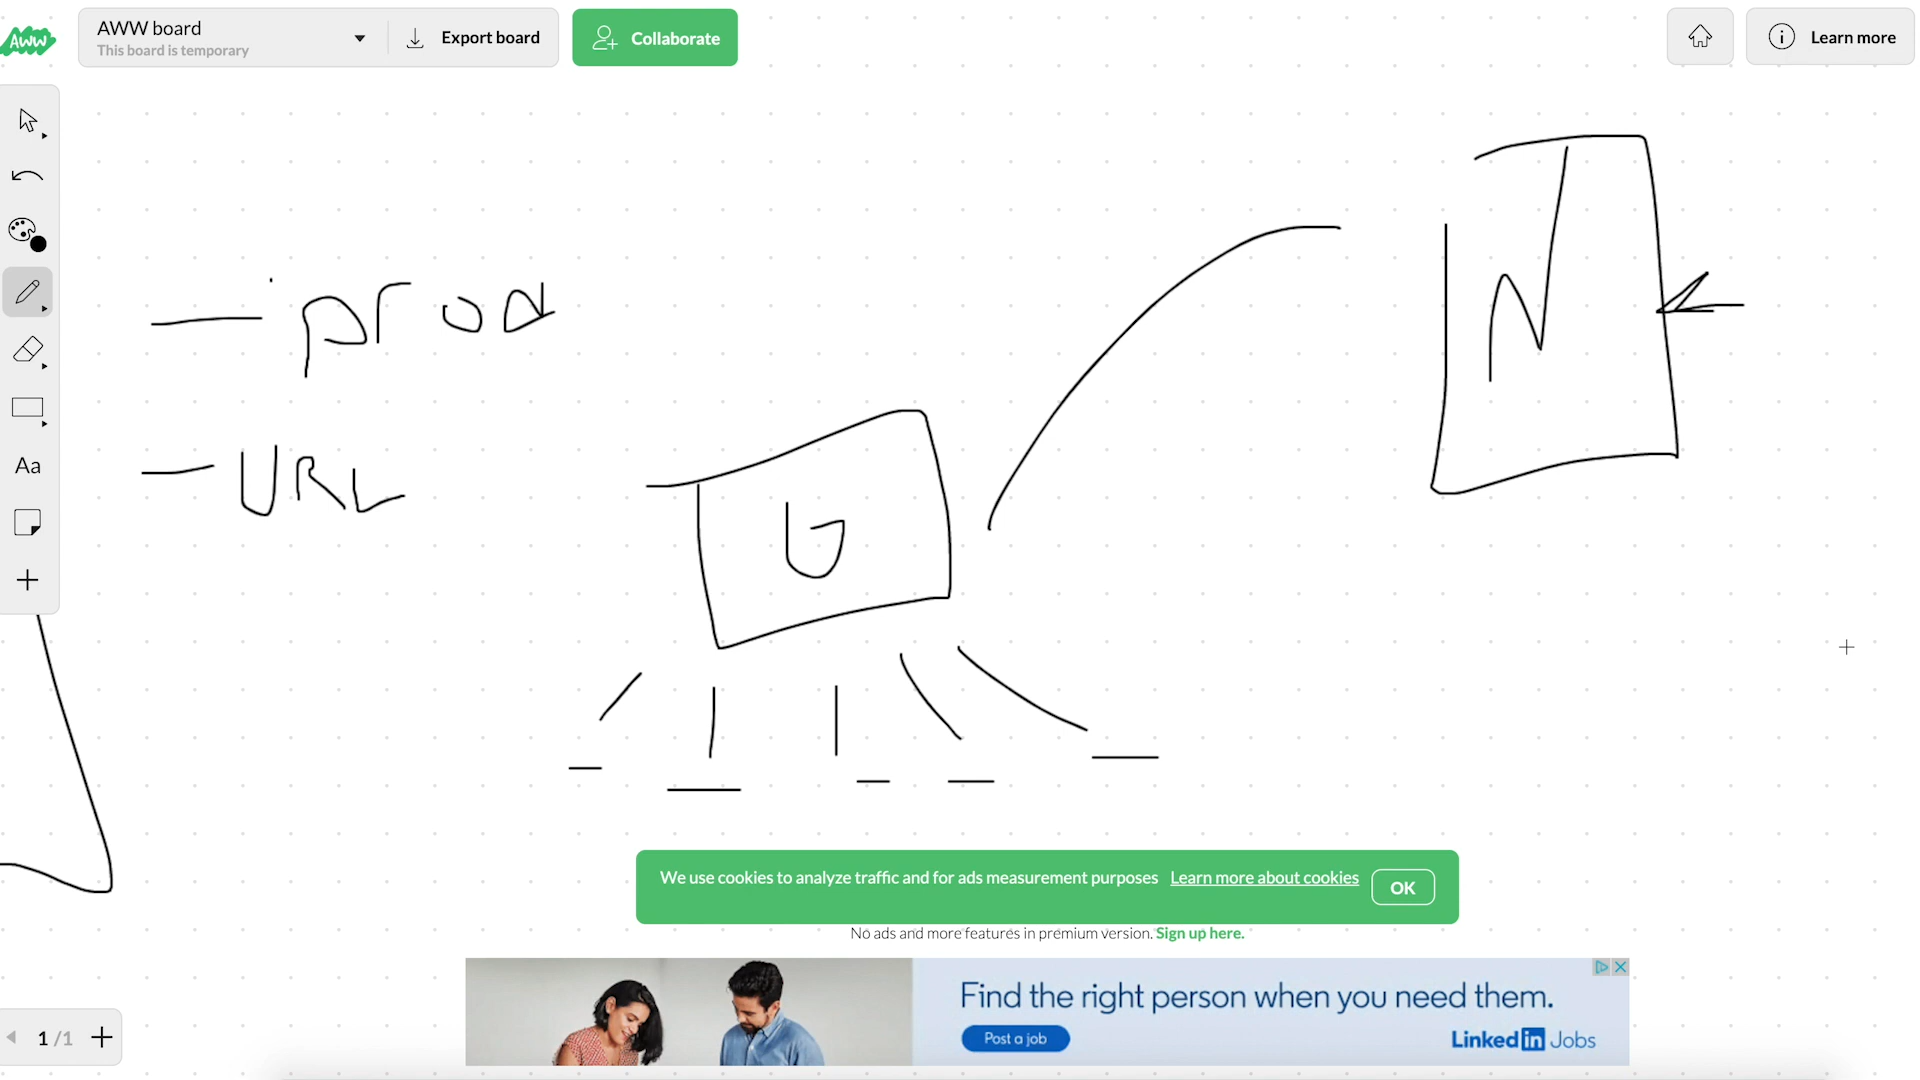 AWW
AWW board
This board is temporary
Export board
Collaborate
Learn more
prod
URL
G
N
Aa
We use cookies to analyze traffic and for ads measurement purposes Learn more about cookies
OK
No ads and more features in premium version. Sign up here.
Find the right person when you need them.
Post a job
Linked in Jobs
1 /1